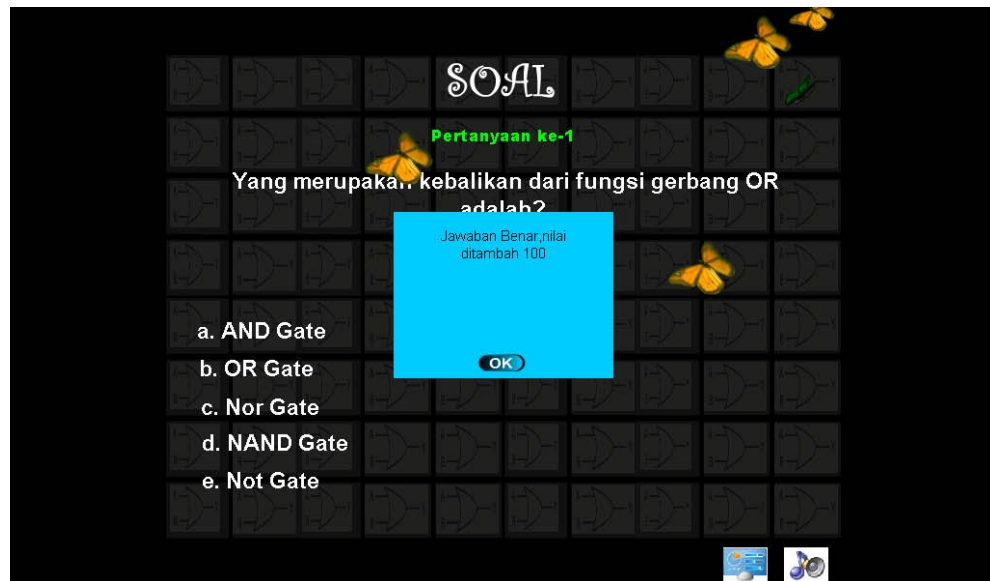 SOAL
Pertanyaan ke-1
Yang merupakan kebalikan dari fungsi gerbang OR
adalah?
Jawaban Benar,nilai
ditambah 100
OK
a. AND Gate
b. OR Gate
c. Nor Gate
d. NAND Gate
e. Not Gate